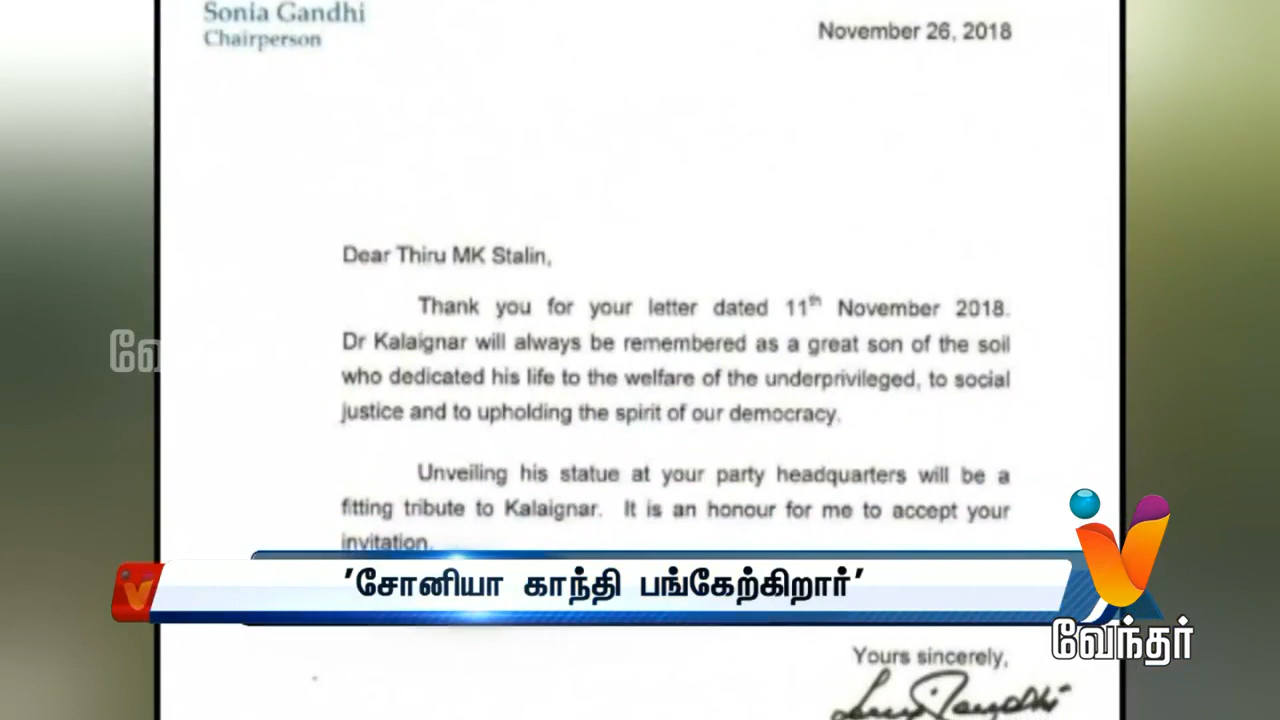 Sonia Gandhi
Chairperson
November 26, 2018
Dear Thiru MK Stalin,
Thank you for your letter dated 11th November 2018.
Dr Kalaignar will always be remembered as a great son of the soil
who dedicated his life to the welfare of the underprivileged, to social
justice and to upholding the spirit of our democracy.
Unveiling his statue at your party headquarters will be a
fitting tribute to Kalaignar. It is an honour for me to accept your
invitation.
'சோனியா காந்தி பங்கேற்கிறார்'
வேந்தர்
Yours sincerely,
Sonia Gandhi